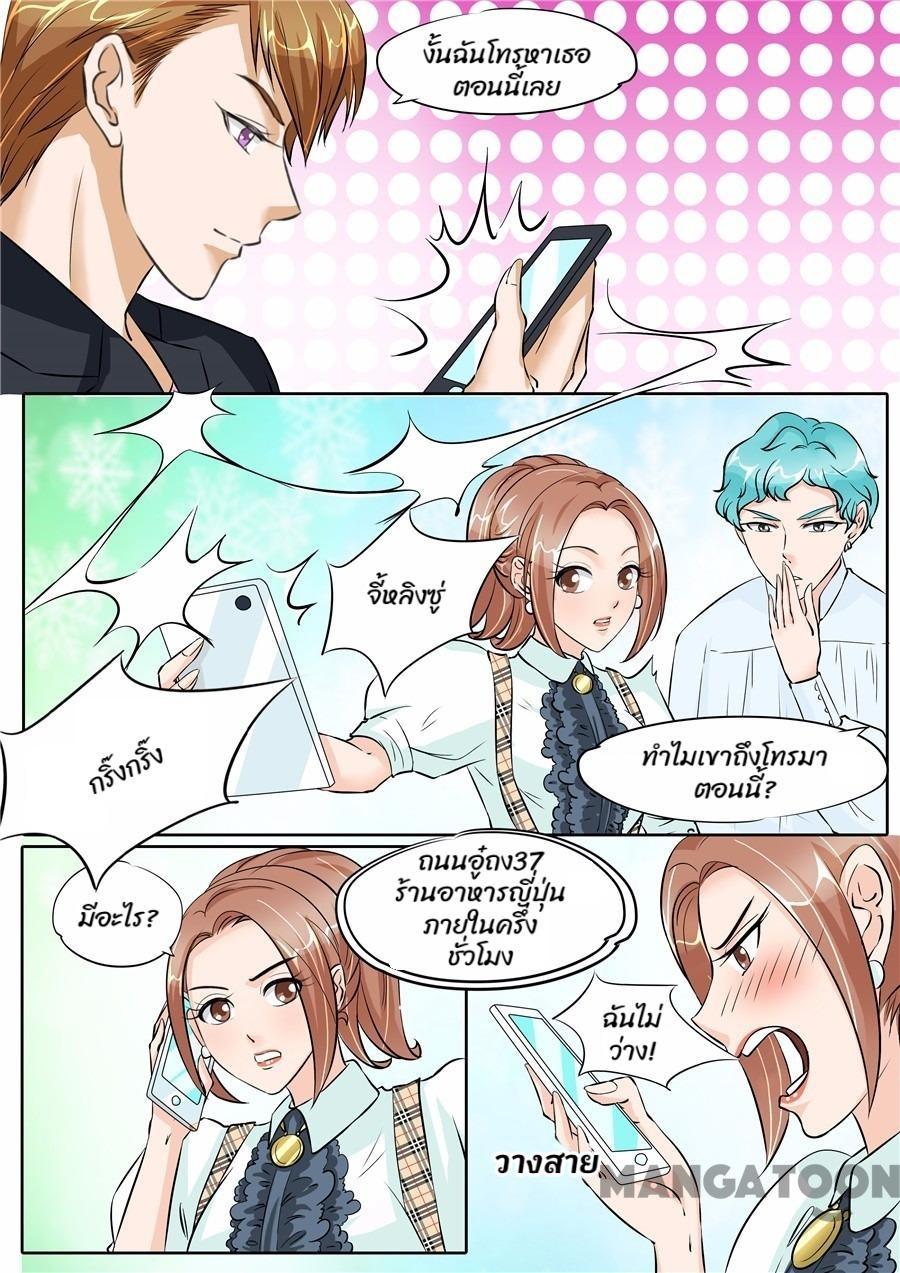 งั้นฉันโทรหาเธอ
ตอนนี้เลย
จี้หลิงซู่
กริ๊งกริ๊ง
ทำไมเขาถึงโทรมา
ตอนนี้?
มีอะไร?
ถนนอู๋ถง37
ร้านอาหารญี่ปุ่น
ภายในครึ่ง
ชั่วโมง
ฉันไม่
ว่าง!
วางสาย
MANGATOON